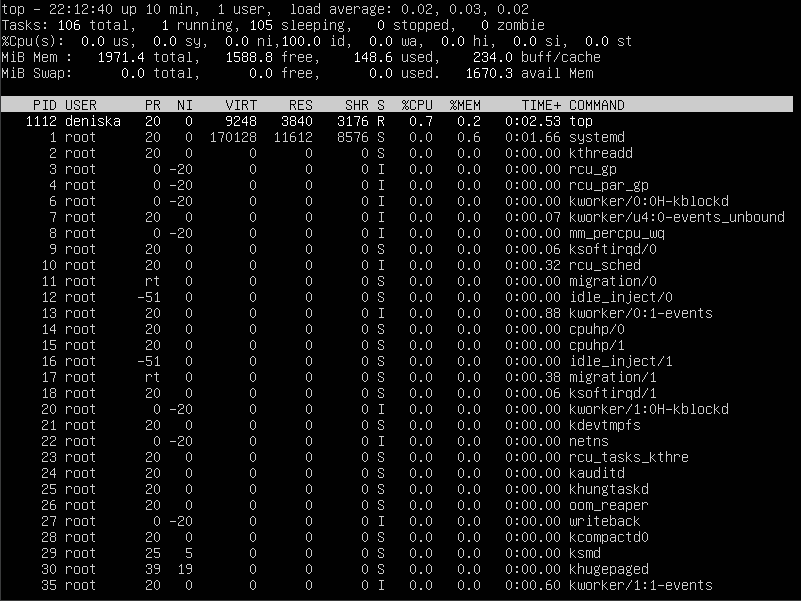 top - 22:12:40 up 10 min,  1 user,  load average: 0.02, 0.03, 0.02
Tasks: 106 total,   1 running, 105 sleeping,   0 stopped,   0 zombie
%Cpu(s):  0.0 us,  0.0 sy,  0.0 ni,100.0 id,  0.0 wa,  0.0 hi,  0.0 si,  0.0 st
MiB Mem :   1971.4 total,   1588.8 free,    148.6 used,    234.0 buff/cache
MiB Swap:      0.0 total,      0.0 free,      0.0 used.   1670.3 avail Mem
PID USER      PR  NI    VIRT    RES    SHR S  %CPU  %MEM     TIME+ COMMAND
1112 deniska   20   0    9248   3840   3176 R   0.7   0.2   0:02.53 top
1 root      20   0  170128  11612   8576 S   0.0   0.6   0:01.66 systemd
2 root      20   0       0      0      0 S   0.0   0.0   0:00.00 kthreadd
3 root       0 -20       0      0      0 I   0.0   0.0   0:00.00 rcu_gp
4 root       0 -20       0      0      0 I   0.0   0.0   0:00.00 rcu_par_gp
6 root       0 -20       0      0      0 I   0.0   0.0   0:00.00 kworker/0:0H-kblockd
7 root      20   0       0      0      0 I   0.0   0.0   0:00.07 kworker/u4:0-events_unbound
8 root       0 -20       0      0      0 I   0.0   0.0   0:00.00 mm_percpu_wq
9 root      20   0       0      0      0 S   0.0   0.0   0:00.06 ksoftirqd/0
10 root      20   0       0      0      0 I   0.0   0.0   0:00.32 rcu_sched
11 root      rt   0       0      0      0 S   0.0   0.0   0:00.00 migration/0
12 root     -51   0       0      0      0 S   0.0   0.0   0:00.00 idle_inject/0
13 root      20   0       0      0      0 I   0.0   0.0   0:00.88 kworker/0:1-events
14 root      20   0       0      0      0 S   0.0   0.0   0:00.00 cpuhp/0
15 root      20   0       0      0      0 S   0.0   0.0   0:00.00 cpuhp/1
16 root     -51   0       0      0      0 S   0.0   0.0   0:00.00 idle_inject/1
17 root      rt   0       0      0      0 S   0.0   0.0   0:00.38 migration/1
18 root      20   0       0      0      0 S   0.0   0.0   0:00.06 ksoftirqd/1
20 root       0 -20       0      0      0 I   0.0   0.0   0:00.00 kworker/1:0H-kblockd
21 root      20   0       0      0      0 S   0.0   0.0   0:00.00 kdevtmpfs
22 root       0 -20       0      0      0 I   0.0   0.0   0:00.00 netns
23 root      20   0       0      0      0 S   0.0   0.0   0:00.00 rcu_tasks_kthre
24 root      20   0       0      0      0 S   0.0   0.0   0:00.00 kauditd
25 root      20   0       0      0      0 S   0.0   0.0   0:00.00 khungtaskd
26 root      20   0       0      0      0 S   0.0   0.0   0:00.00 oom_reaper
27 root       0 -20       0      0      0 I   0.0   0.0   0:00.00 writeback
28 root      20   0       0      0      0 S   0.0   0.0   0:00.00 kcompactd0
29 root      25   5       0      0      0 S   0.0   0.0   0:00.00 ksmd
30 root      39  19       0      0      0 S   0.0   0.0   0:00.00 khugepaged
35 root      20   0       0      0      0 I   0.0   0.0   0:00.60 kworker/1:1-events